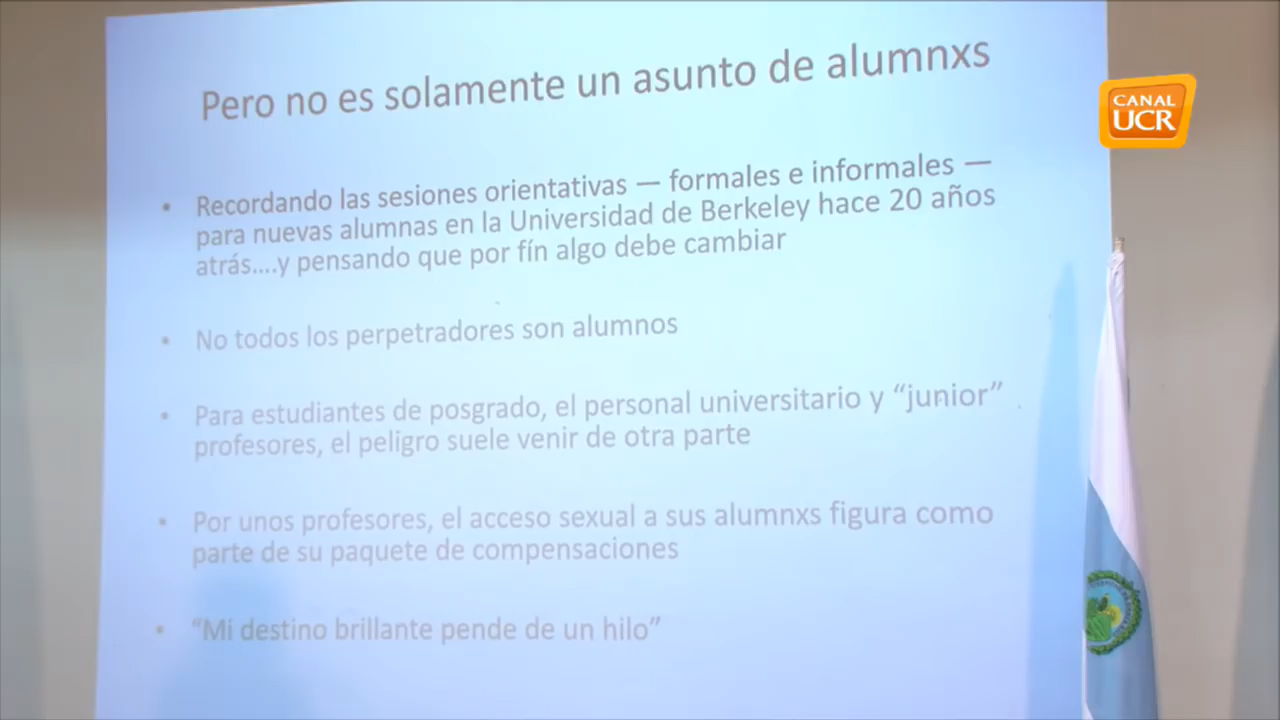 Pero no es solamente un asunto de alumnxs
CANAL
UCR
• Recordando las sesiones orientativas — formales e informales —
para nuevas alumnas en la Universidad de Berkeley hace 20 años
atrás....y pensando que por fín algo debe cambiar
• No todos los perpetradores son alumnos
• Para estudiantes de posgrado, el personal universitario y “junior”
profesores, el peligro suele venir de otra parte
• Por unos profesores, el acceso sexual a sus alumnxs figura como
parte de su paquete de compensaciones
• “Mi destino brillante pende de un hilo”